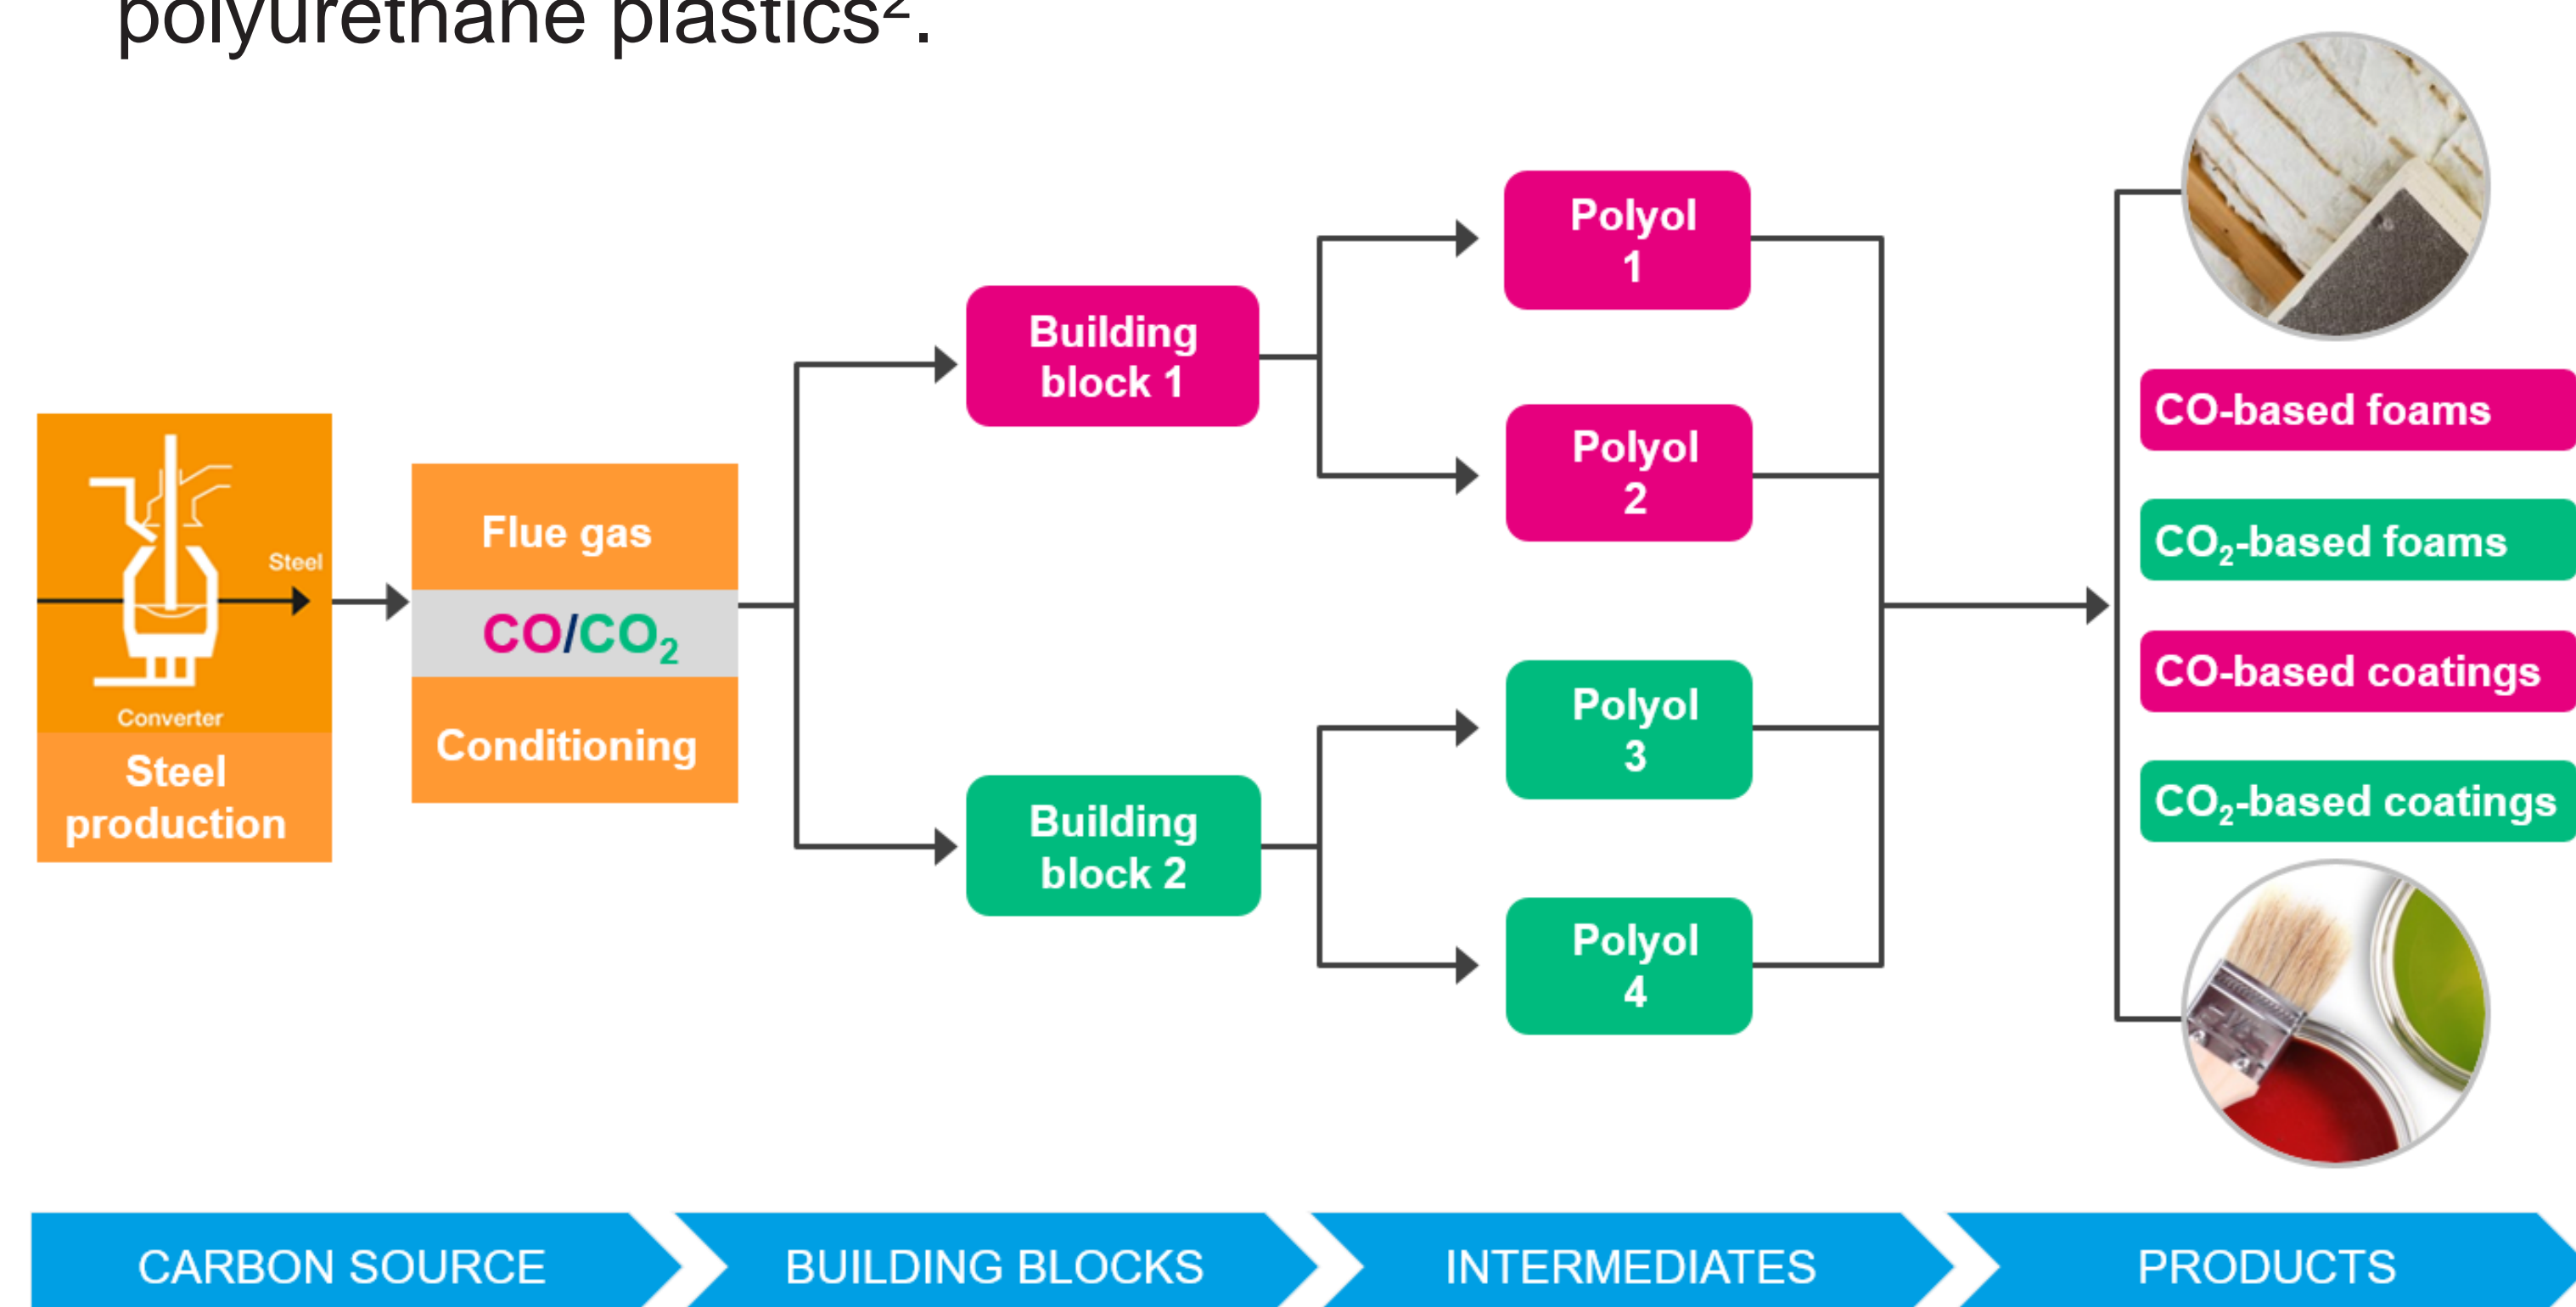 polyurethane plastics².
Steel
Converter
Steel
production
Flue gas
CO/CO₂
Conditioning
Building
block 1
Building
block 2
Polyol
1
Polyol
2
Polyol
3
Polyol
4
CO-based foams
CO₂-based foams
CO-based coatings
CO₂-based coatings
CARBON SOURCE
BUILDING BLOCKS
INTERMEDIATES
PRODUCTS